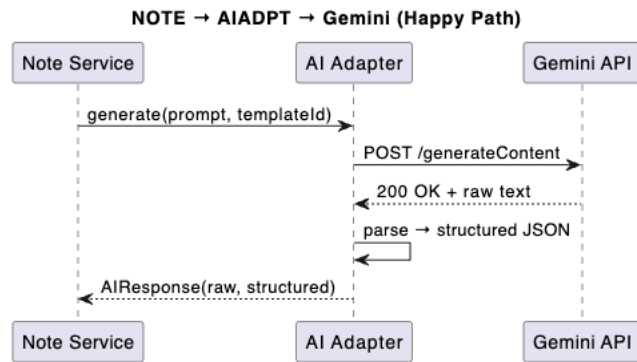 NOTE → AIADPT → Gemini (Happy Path)
Note Service AI Adapter Gemini API
generate(prompt, templateId)
POST /generateContent
200 OK + raw text
parse → structured JSON
AIResponse(raw, structured)
Note Service AI Adapter Gemini API